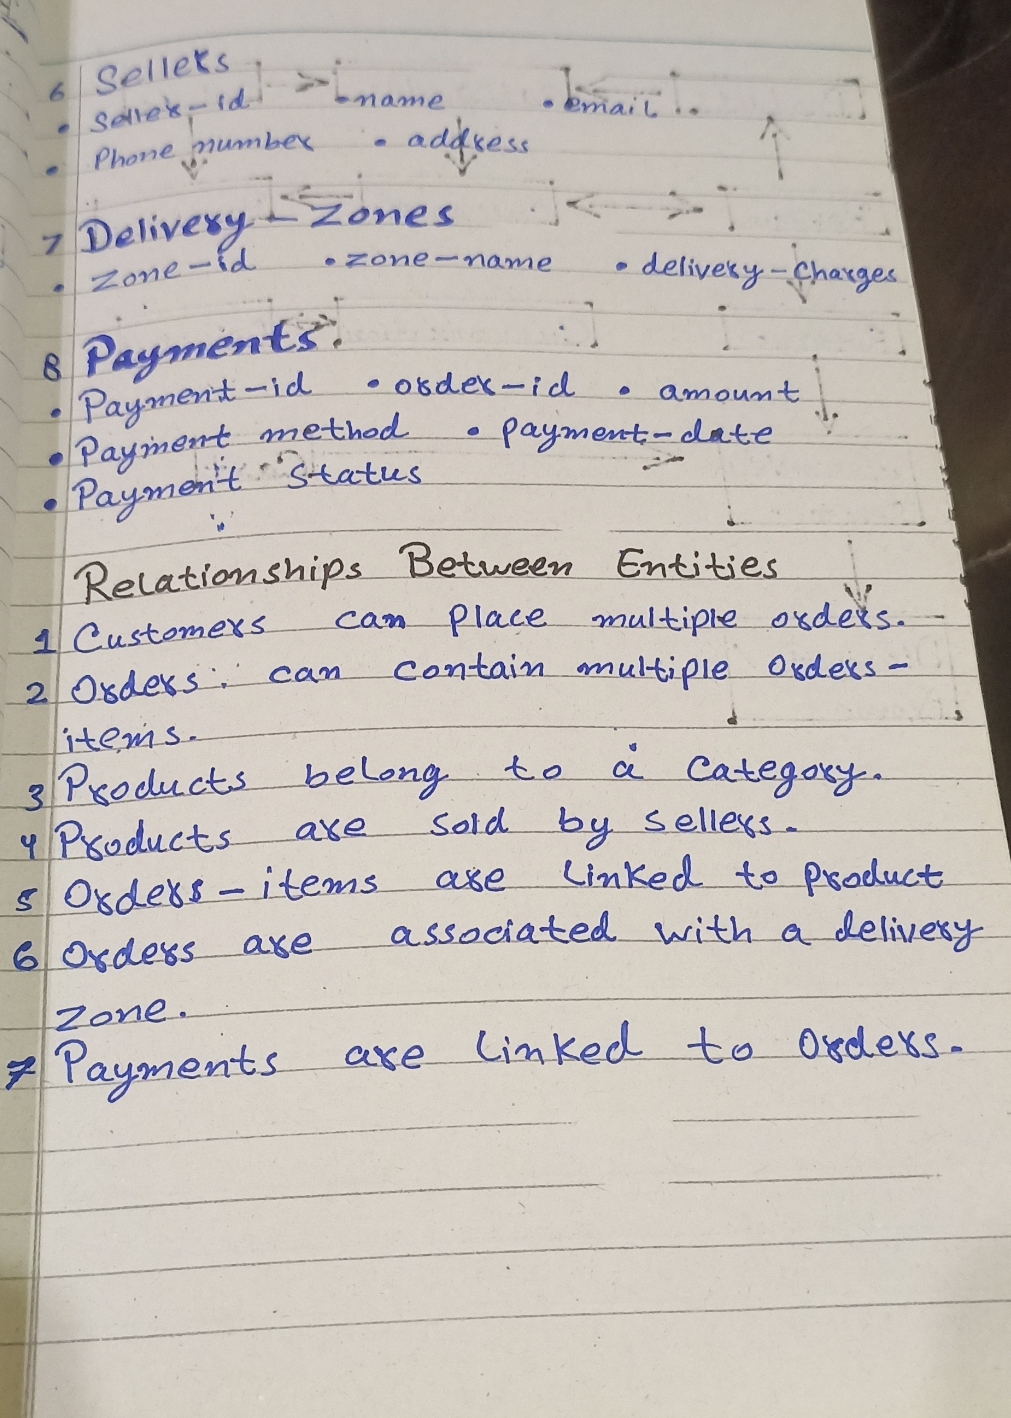 6 Sellers
• Seller-id • name • email
• Phone number • address
7 Delivery - Zones
• Zone-id • zone-name • delivery-Charges
8 Payments.
• Payment-id • order-id • amount
• Payment method • payment-date
• Payment Status
Relationships Between Entities
1 Customers can place multiple orders.
2 Orders can contain multiple Orders-
items.
3 Products belong to a Category.
4 Products are sold by sellers.
5 Orders-items are linked to product
6 Orders are associated with a delivery
zone.
7 Payments are linked to Orders.